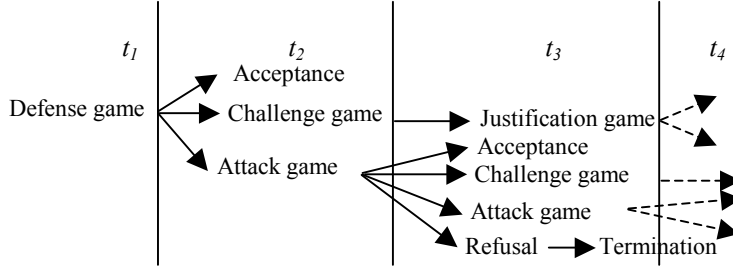 t1 t2 t3 t4
Acceptance
Defense game Challenge game Justification game
Acceptance
Attack game Challenge game
Attack game
Refusal Termination